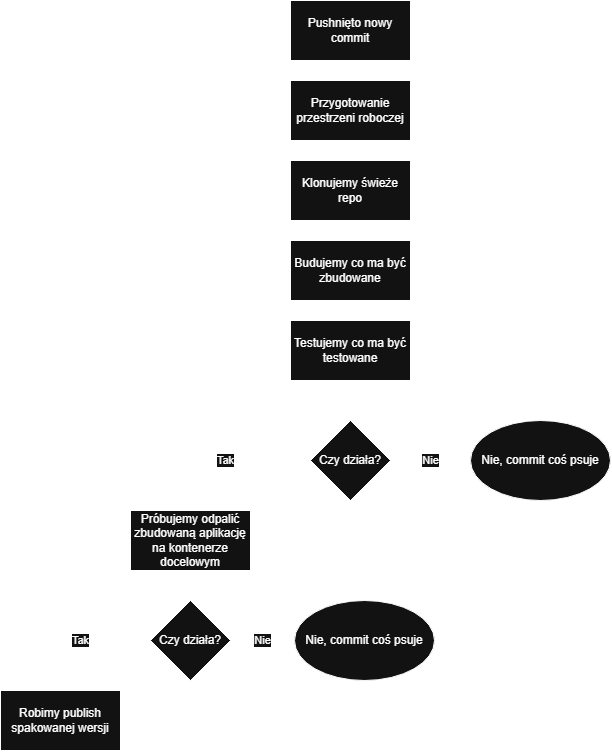 Pushnięto nowy
commit
Przygotowanie
przestrzeni roboczej
Klonujemy świeże
repo
Budujemy co ma być
zbudowane
Testujemy co ma być
testowane
Tak
Czy działa?
Nie
Nie, commit coś psuje
Próbujemy odpalić
zbudowaną aplikację
na kontenerze
docelowym
Tak
Czy działa?
Nie
Nie, commit coś psuje
Robimy publish
spakowanej wersji